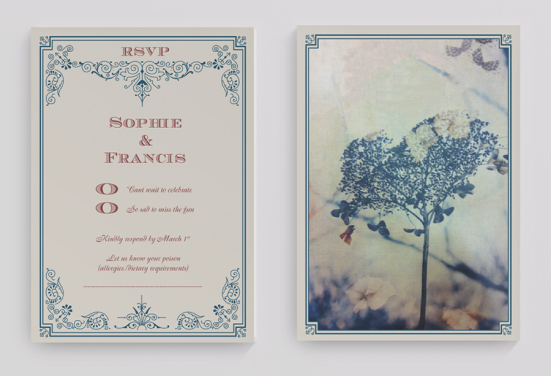 RSVP
SOPHIE
&
FRANCIS
O Cant wait to celebrate
O So sad to miss the fun
Kindly respond by March 1st
Let us know your poison
(allergies/dietary requirements)